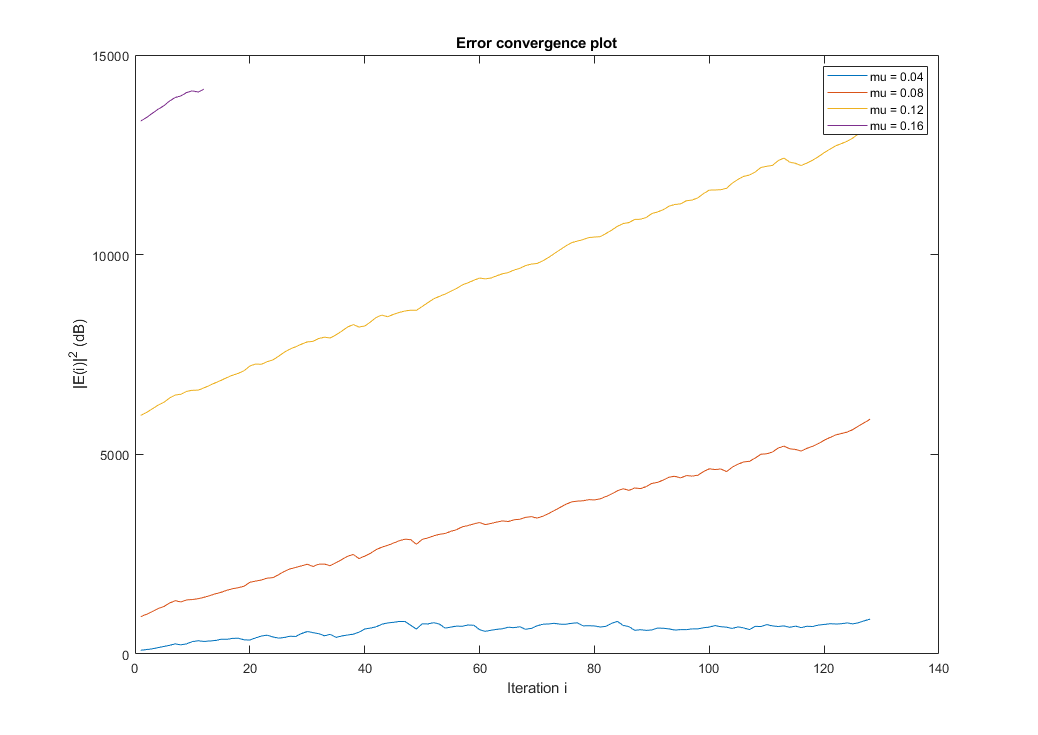 Error convergence plot
15000
10000
5000
0
|E(i)|^2 (dB)
0 20 40 60 80 100 120 140
Iteration i
mu = 0.04
mu = 0.08
mu = 0.12
mu = 0.16